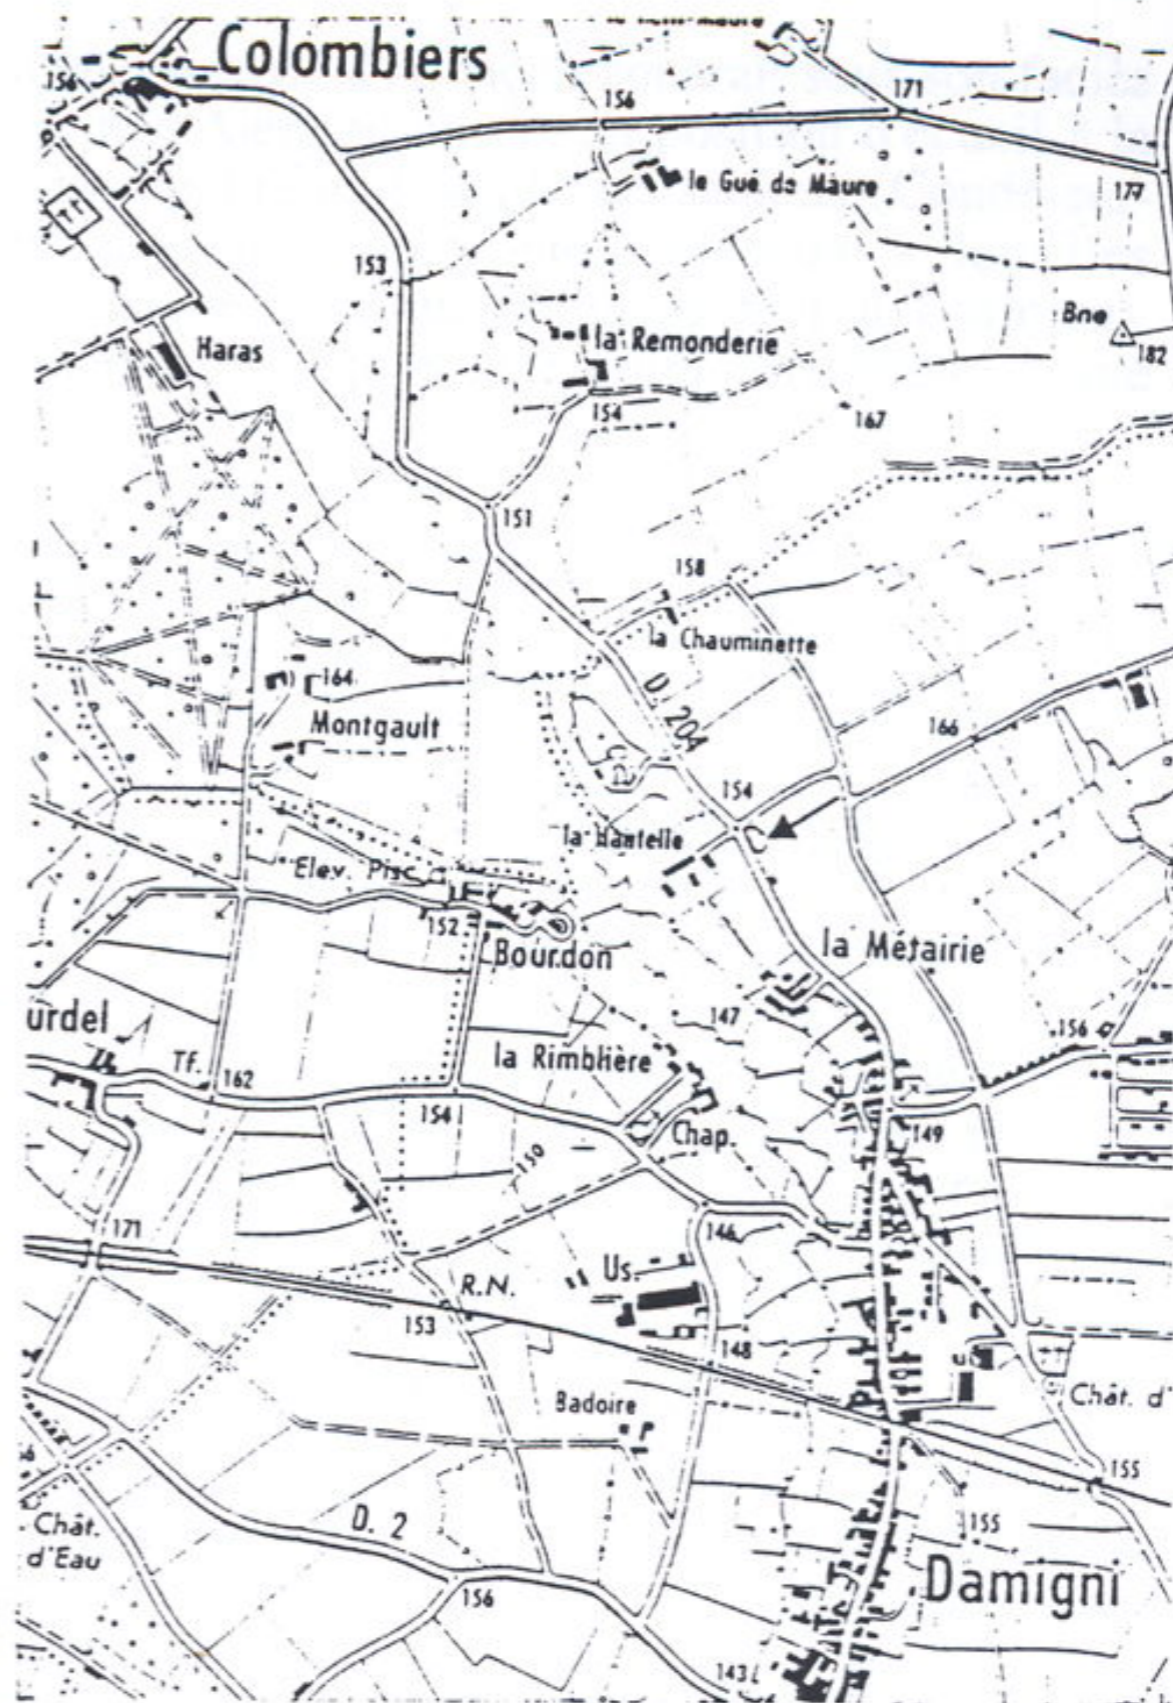 Colombiers
156
156
171
le Gué de Maure
177
153
Bne
182
Haras
la Remonderie
154
167
151
158
la Chauminette
164
D. 204
Montgault
166
154
la Hantelle
Elev. Pisc.
152
Bourdon
la Métairie
urdel
147
156
la Rimblière
Tf.
162
154
Chap.
149
150
171
146
Us.
R.N.
153
148
Badoire
Chât. d'
155
D. 2
155
Chât.
d'Eau
Damigni
156
143